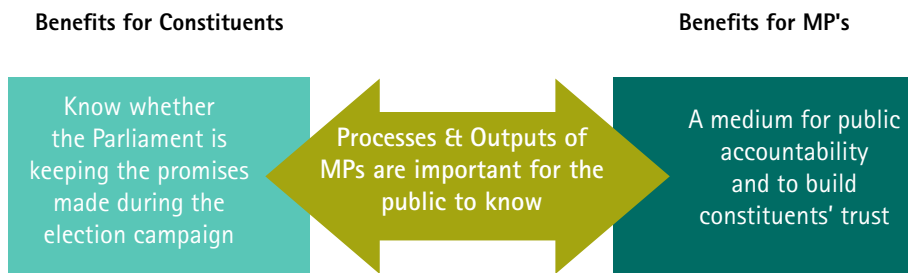 Benefits for Constituents
Benefits for MP's
Know whether
the Parliament is
keeping the promises
made during the
election campaign
Processes & Outputs of
MPs are important for the
public to know
A medium for public
accountability
and to build
constituents' trust